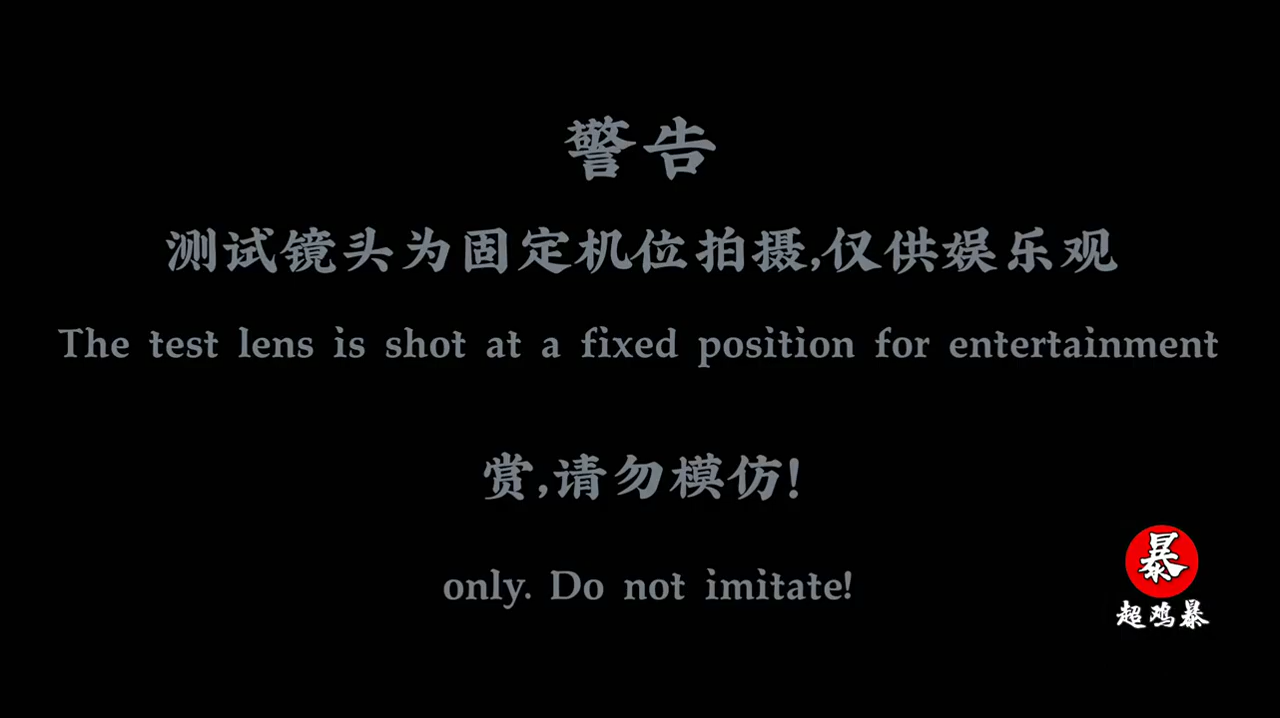 警告
测试镜头为固定机位拍摄,仅供娱乐观
The test lens is shot at a fixed position for entertainment
赏,请勿模仿!
only. Do not imitate!
暴
超鸡暴